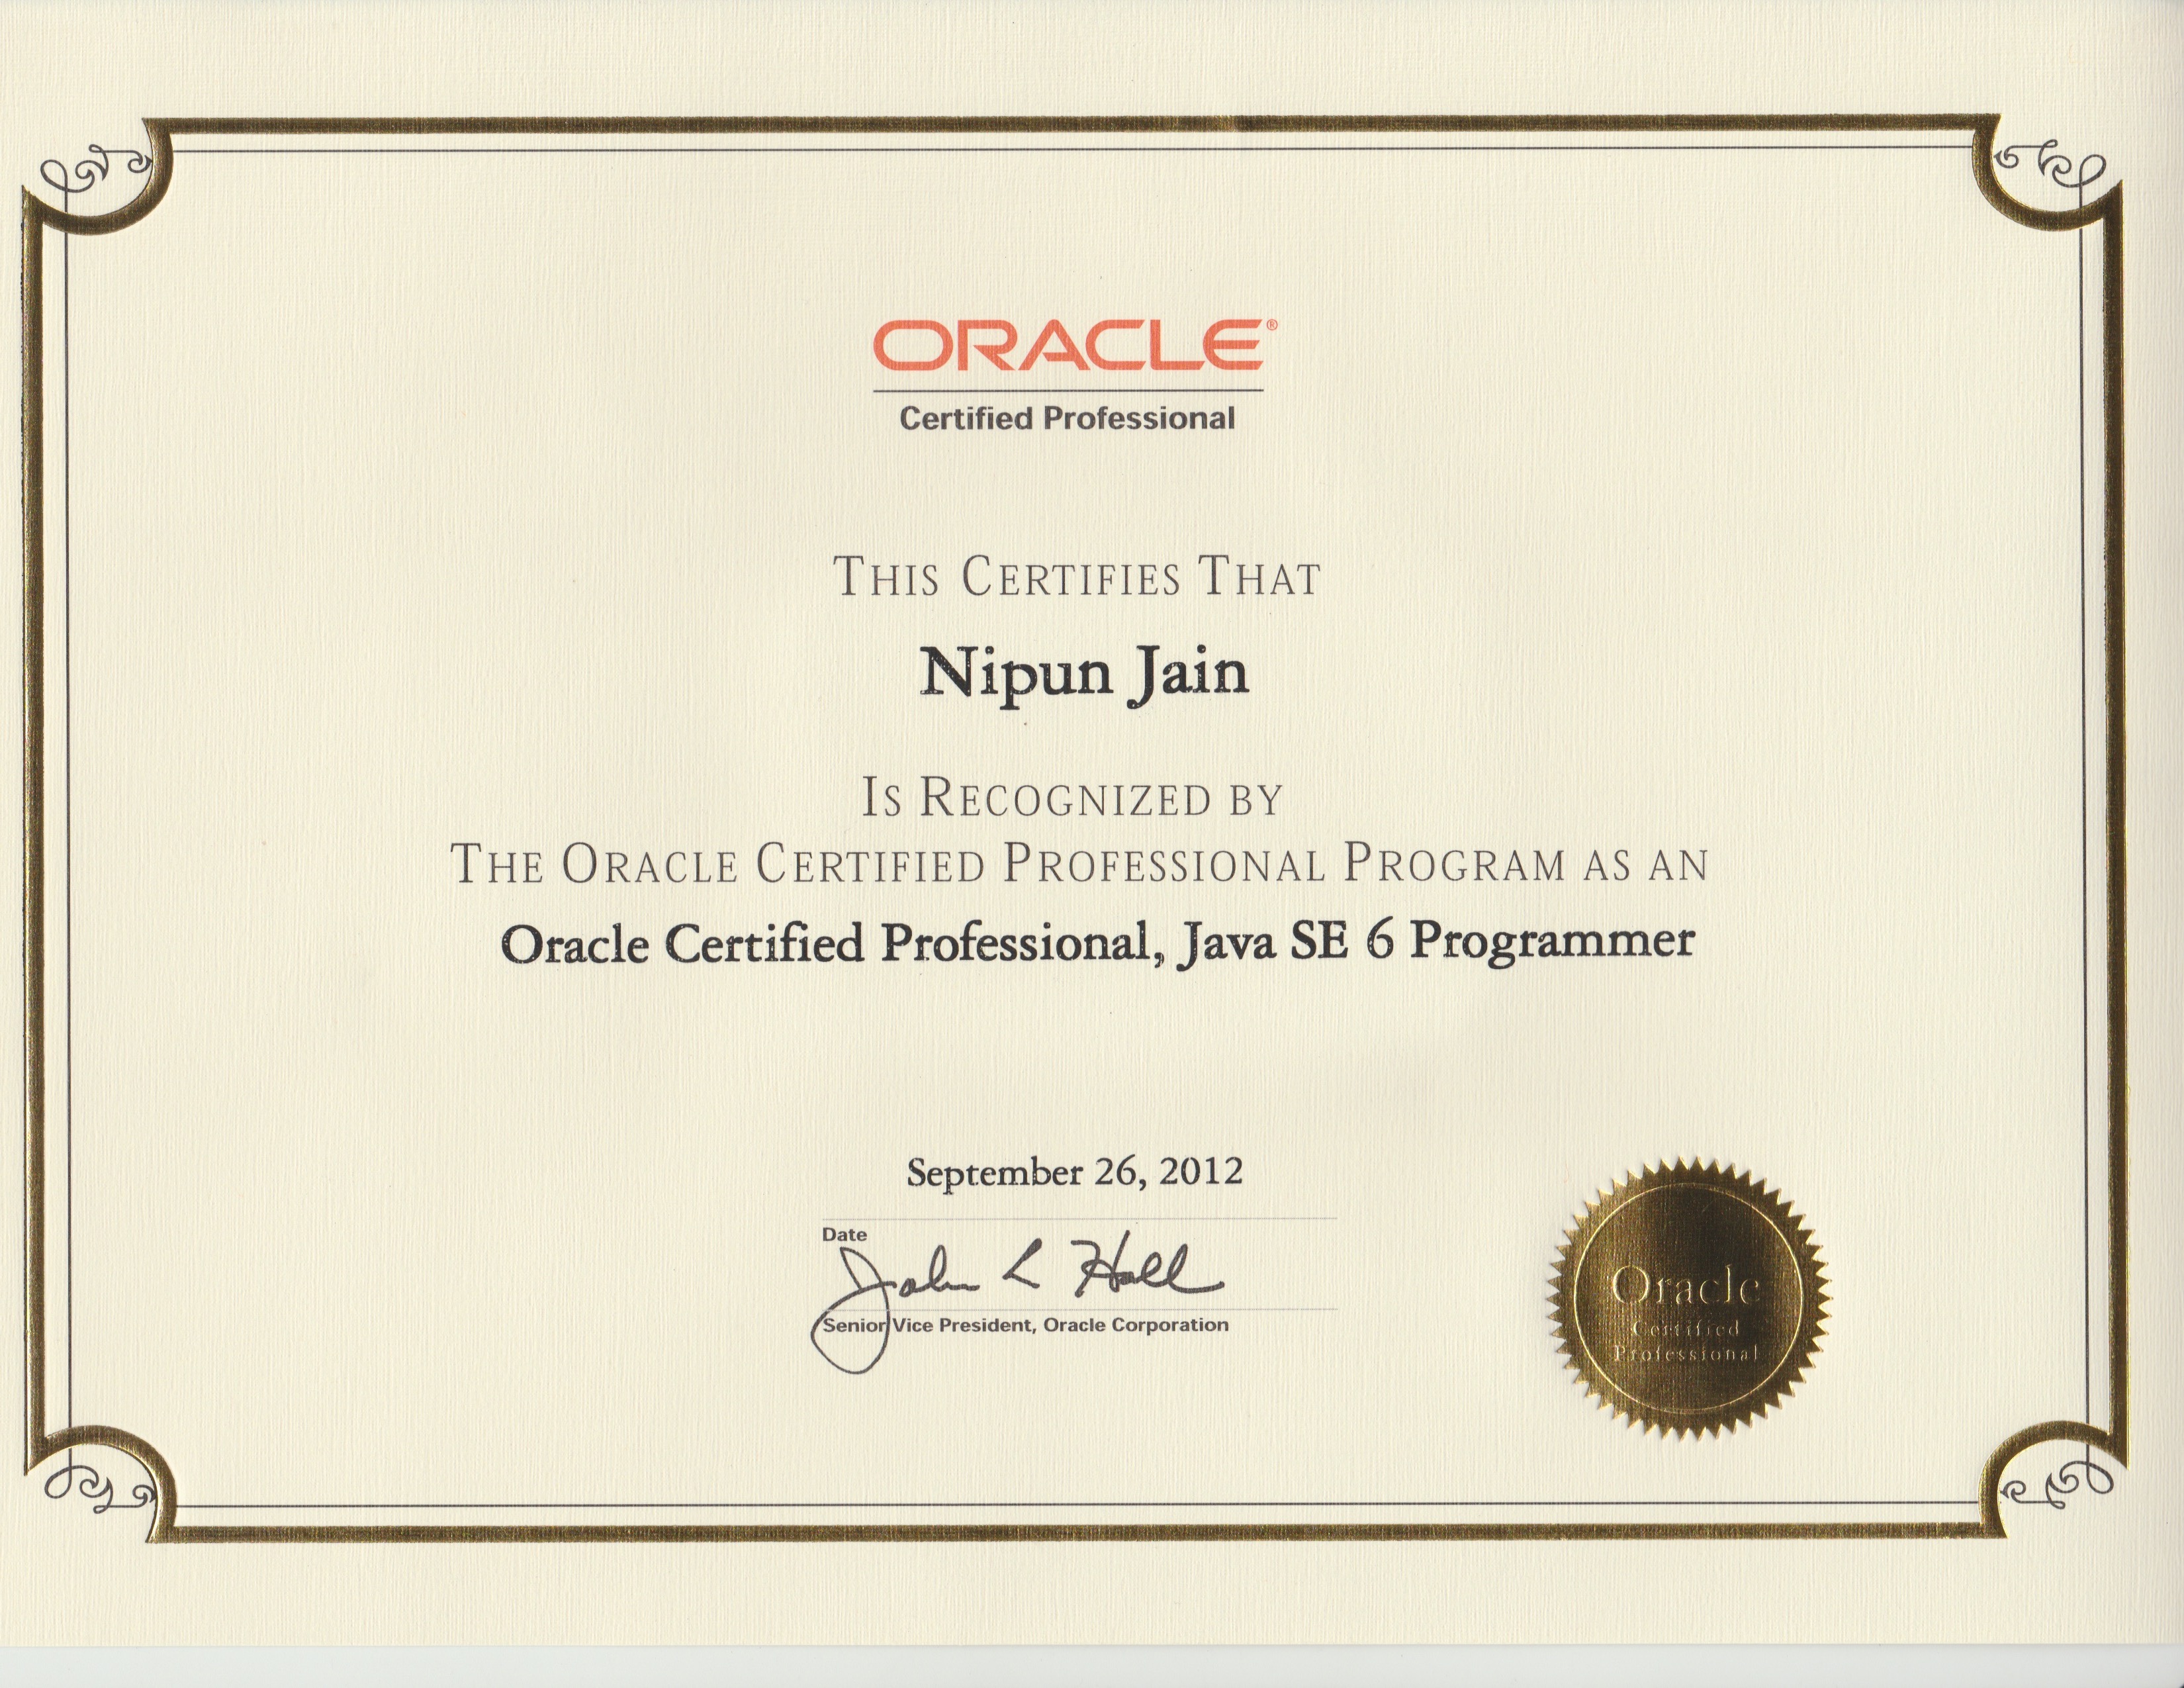 ORACLE®
Certified Professional
THIS CERTIFIES THAT
Nipun Jain
IS RECOGNIZED BY
THE ORACLE CERTIFIED PROFESSIONAL PROGRAM AS AN
Oracle Certified Professional, Java SE 6 Programmer
September 26, 2012
Date
John L Hall
Senior Vice President, Oracle Corporation
Oracle
Certified
Professional